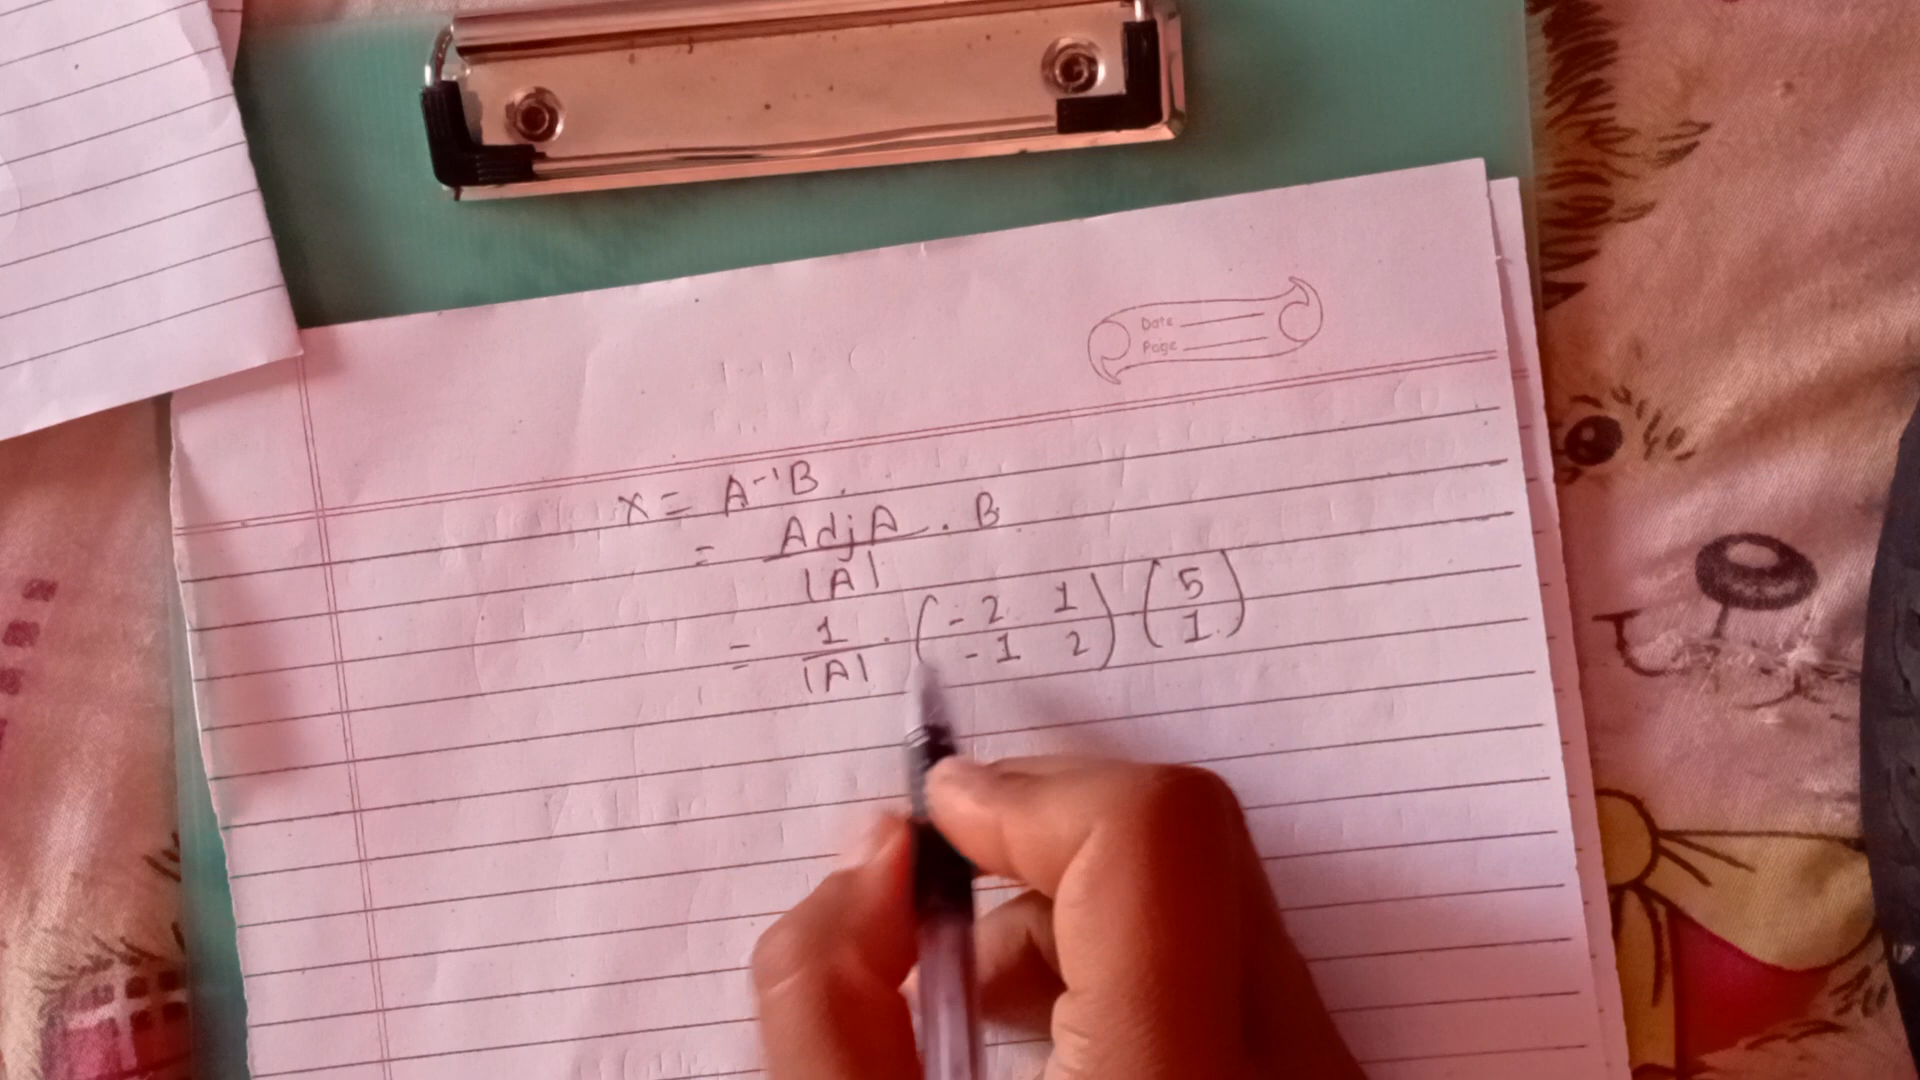 Date
Page
X = A⁻¹B.
= AdjA/|A| . B
= 1/|A| . (-2 1; -1 2) (5; 1)